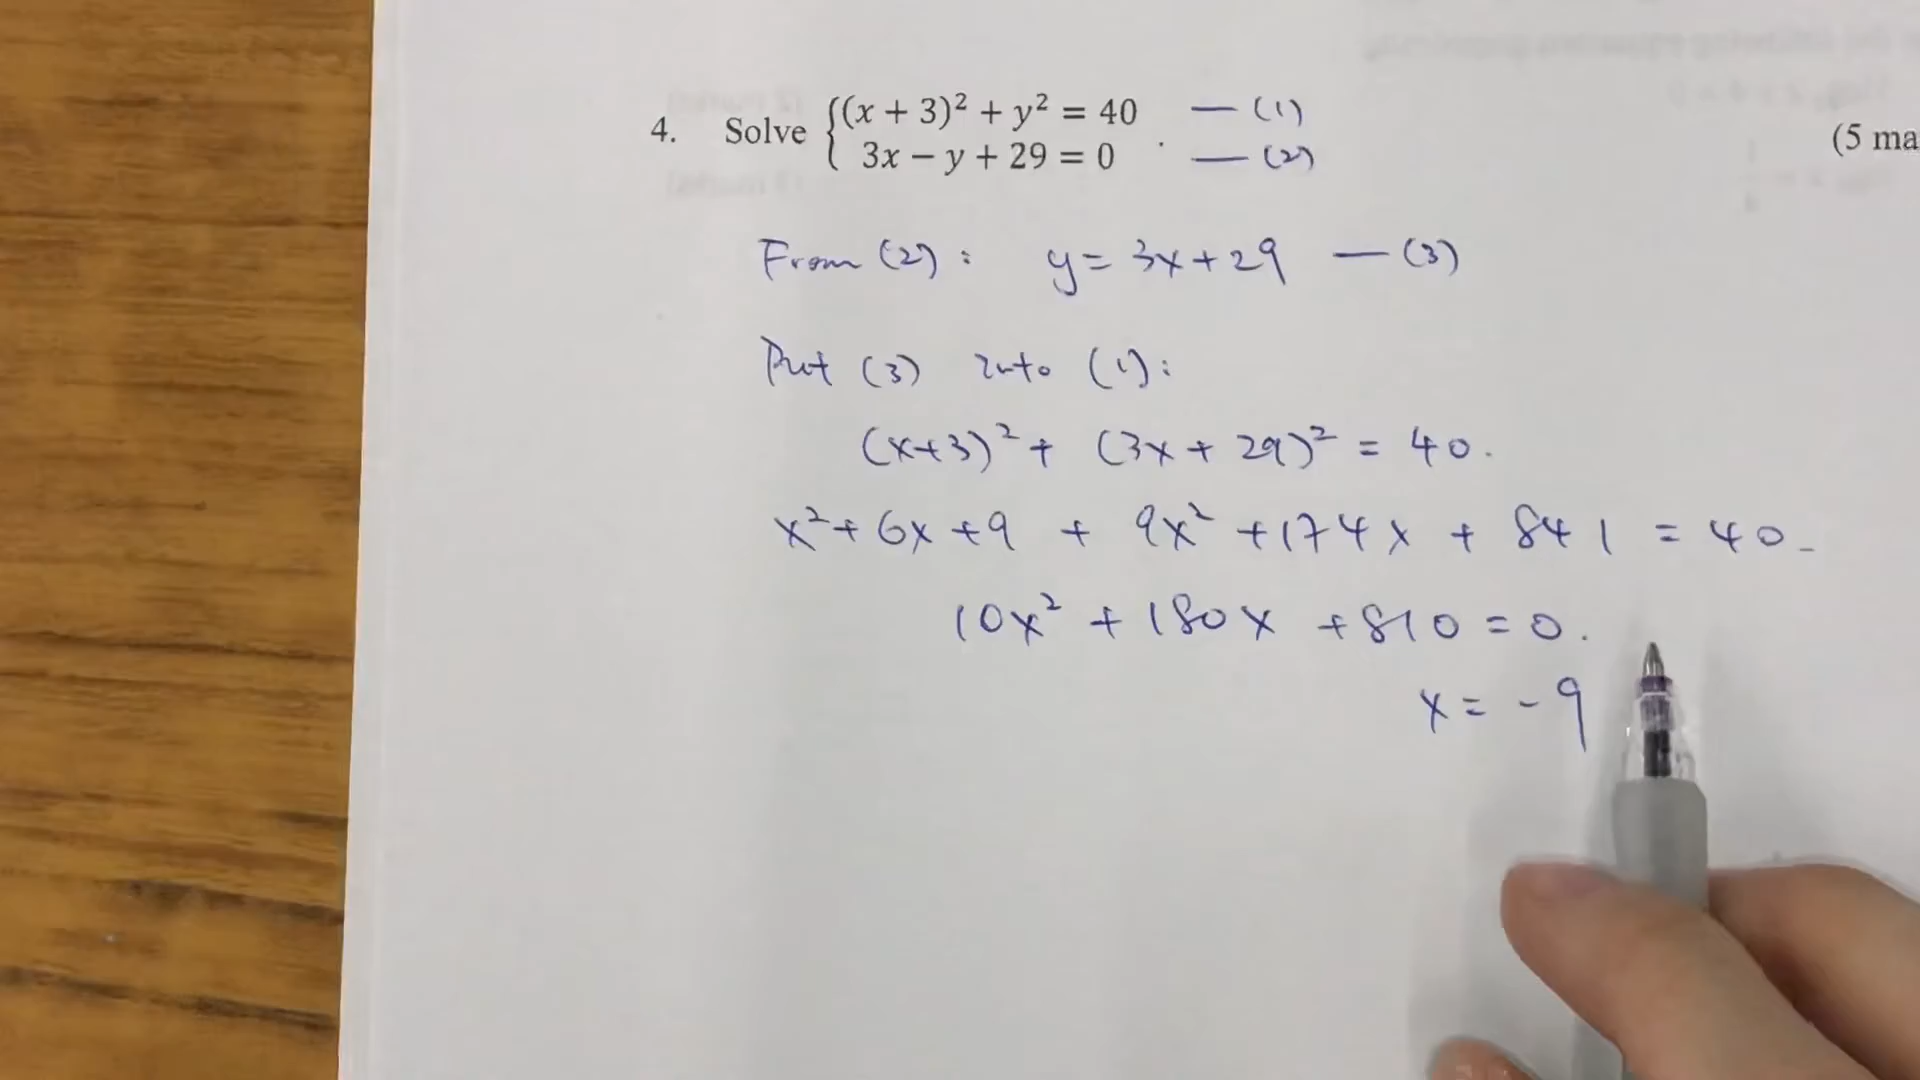 4. Solve {(x + 3)² + y² = 40 — (1)
3x − y + 29 = 0 . — (2)
(5 ma
From (2) : y = 3x + 29 — (3)
Put (3) into (1) :
(x+3)² + (3x + 29)² = 40.
x² + 6x + 9 + 9x² + 174x + 841 = 40.
10x² + 180x + 810 = 0.
x = -9